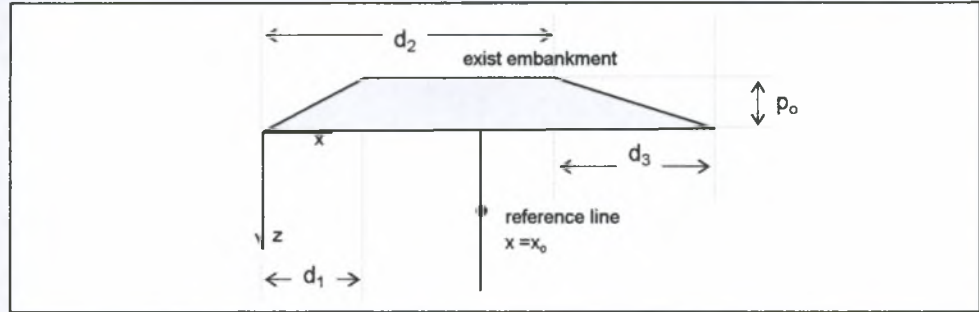 d2
exist embankment
po
x
d3
reference line
x =xo
z
d1